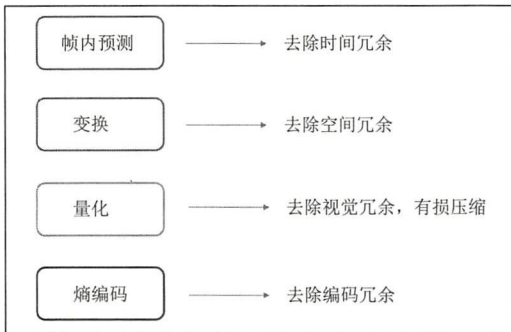 帧内预测 去除时间冗余
变换 去除空间冗余
量化 去除视觉冗余，有损压缩
熵编码 去除编码冗余